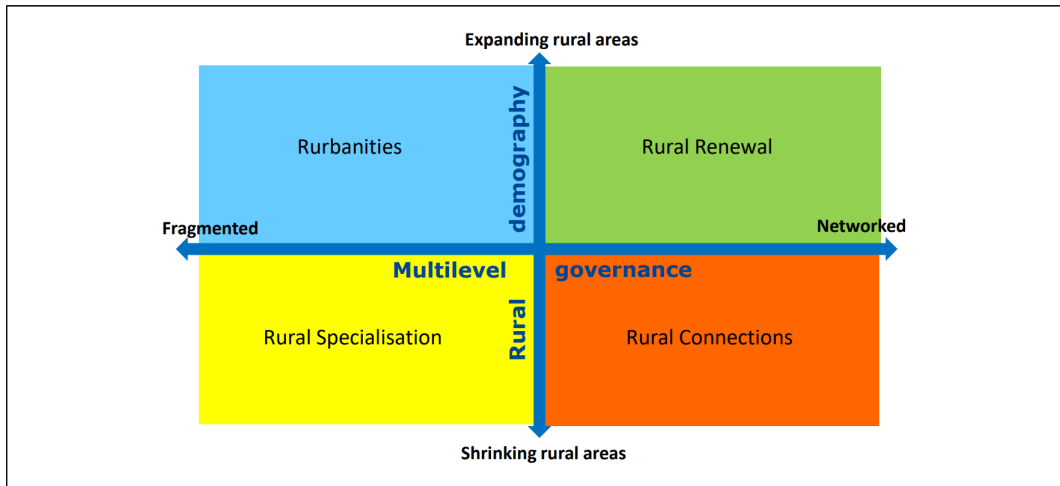 Expanding rural areas
Rurbanities
Rural Renewal
Fragmented
Networked
Multilevel governance
Rural demography
Rural Specialisation
Rural Connections
Shrinking rural areas